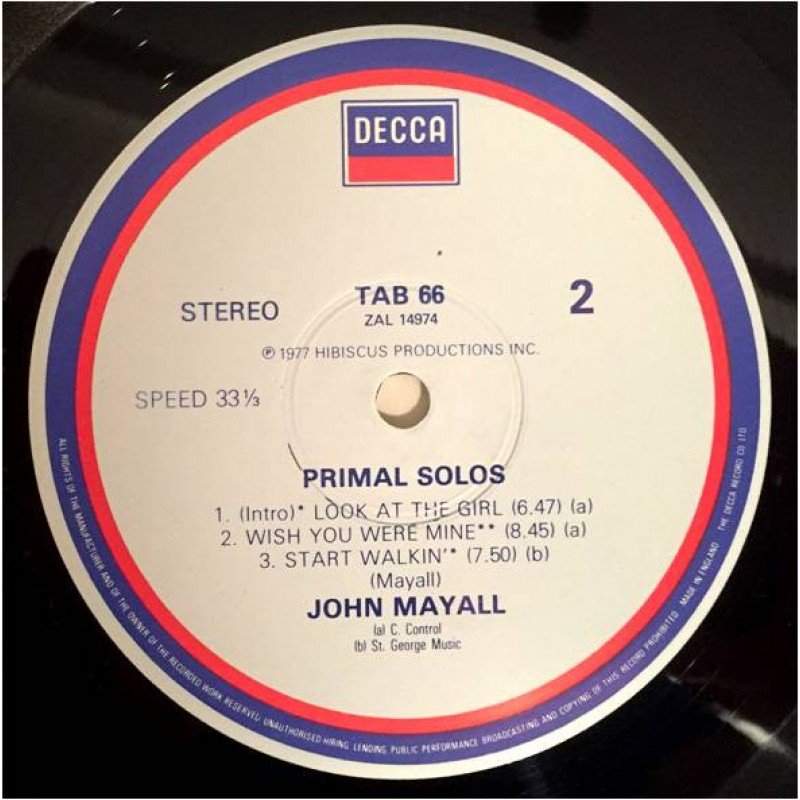 DECCA
TAB 66
2
STEREO
ZAL 14974
℗ 1977 HIBISCUS PRODUCTIONS INC.
SPEED 33⅓
PRIMAL SOLOS
1. (Intro)* LOOK AT THE GIRL (6.47) (a)
2. WISH YOU WERE MINE** (8.45) (a)
3. START WALKIN'* (7.50) (b)
(Mayall)
JOHN MAYALL
(a) C. Control
(b) St. George Music
ALL RIGHTS OF THE MANUFACTURER AND OF THE OWNER OF THE RECORDED WORK RESERVED UNAUTHORISED HIRING, LENDING, PUBLIC PERFORMANCE BROADCASTING AND COPYING OF THIS RECORD PROHIBITED MADE IN ENGLAND THE DECCA RECORD CO LTD